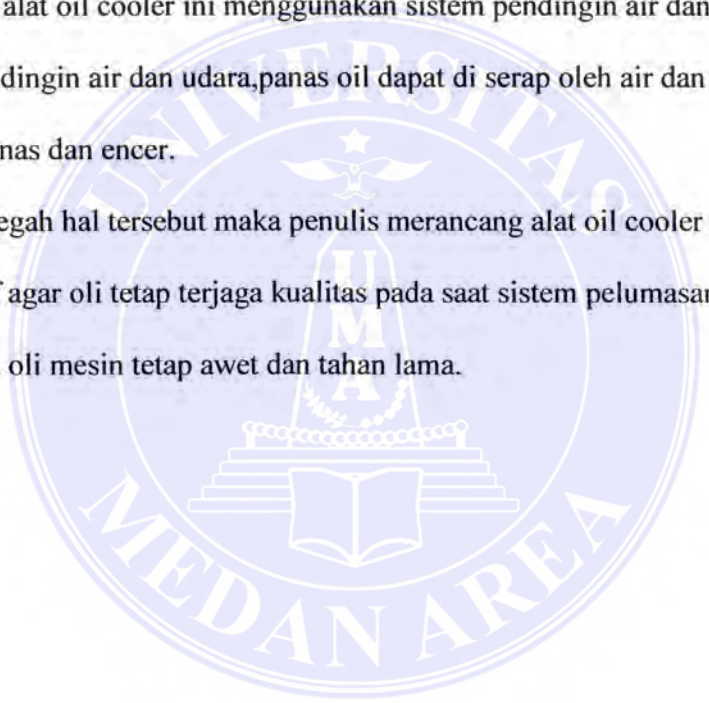 alat oil cooler ini menggunakan sistem pendingin air dan
dingin air dan udara,panas oil dapat di serap oleh air dan
nas dan encer.
egah hal tersebut maka penulis merancang alat oil cooler
agar oli tetap terjaga kualitas pada saat sistem pelumasan
oli mesin tetap awet dan tahan lama.
UNIVERSITAS
UMA
MEDAN AREA